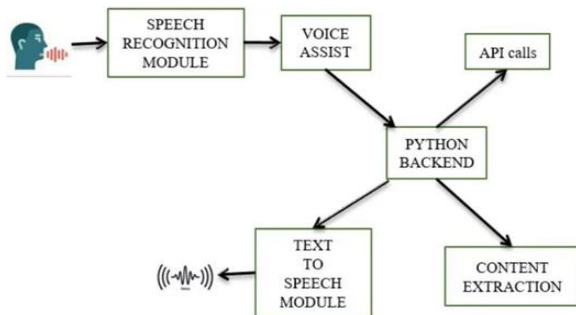 SPEECH
RECOGNITION
MODULE
VOICE
ASSIST
API calls
PYTHON
BACKEND
TEXT
TO
SPEECH
MODULE
CONTENT
EXTRACTION